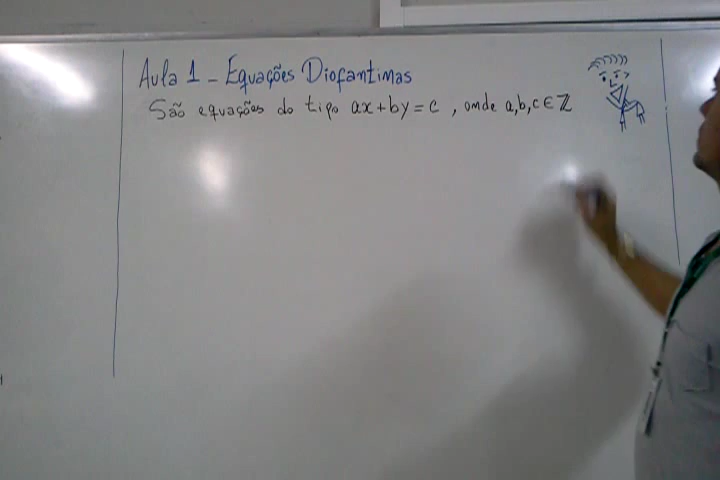 Aula 1 - Equações Diofantinas
São equações do tipo ax + by = c , onde a,b,c ∈ ℤ